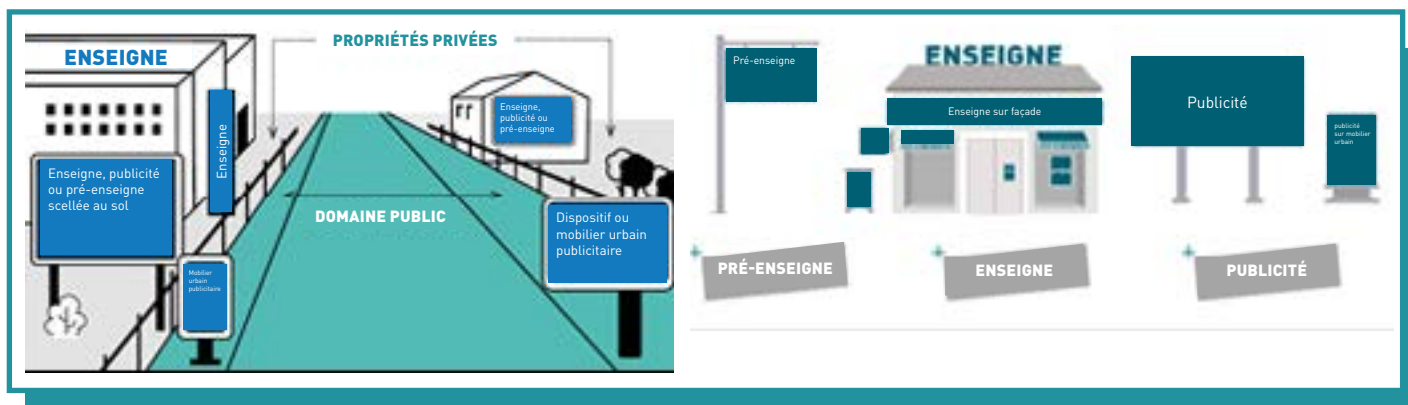 PROPRIÉTÉS PRIVÉES
ENSEIGNE
Enseigne
Enseigne,
publicité ou
pré-enseigne
Enseigne, publicité
ou pré-enseigne
scellée au sol
DOMAINE PUBLIC
Dispositif ou
mobilier urbain
publicitaire
Mobilier
urbain
publicitaire
Pré-enseigne
ENSEIGNE
Enseigne sur façade
Publicité
publicité
sur mobilier
urbain
PRÉ-ENSEIGNE
ENSEIGNE
PUBLICITÉ